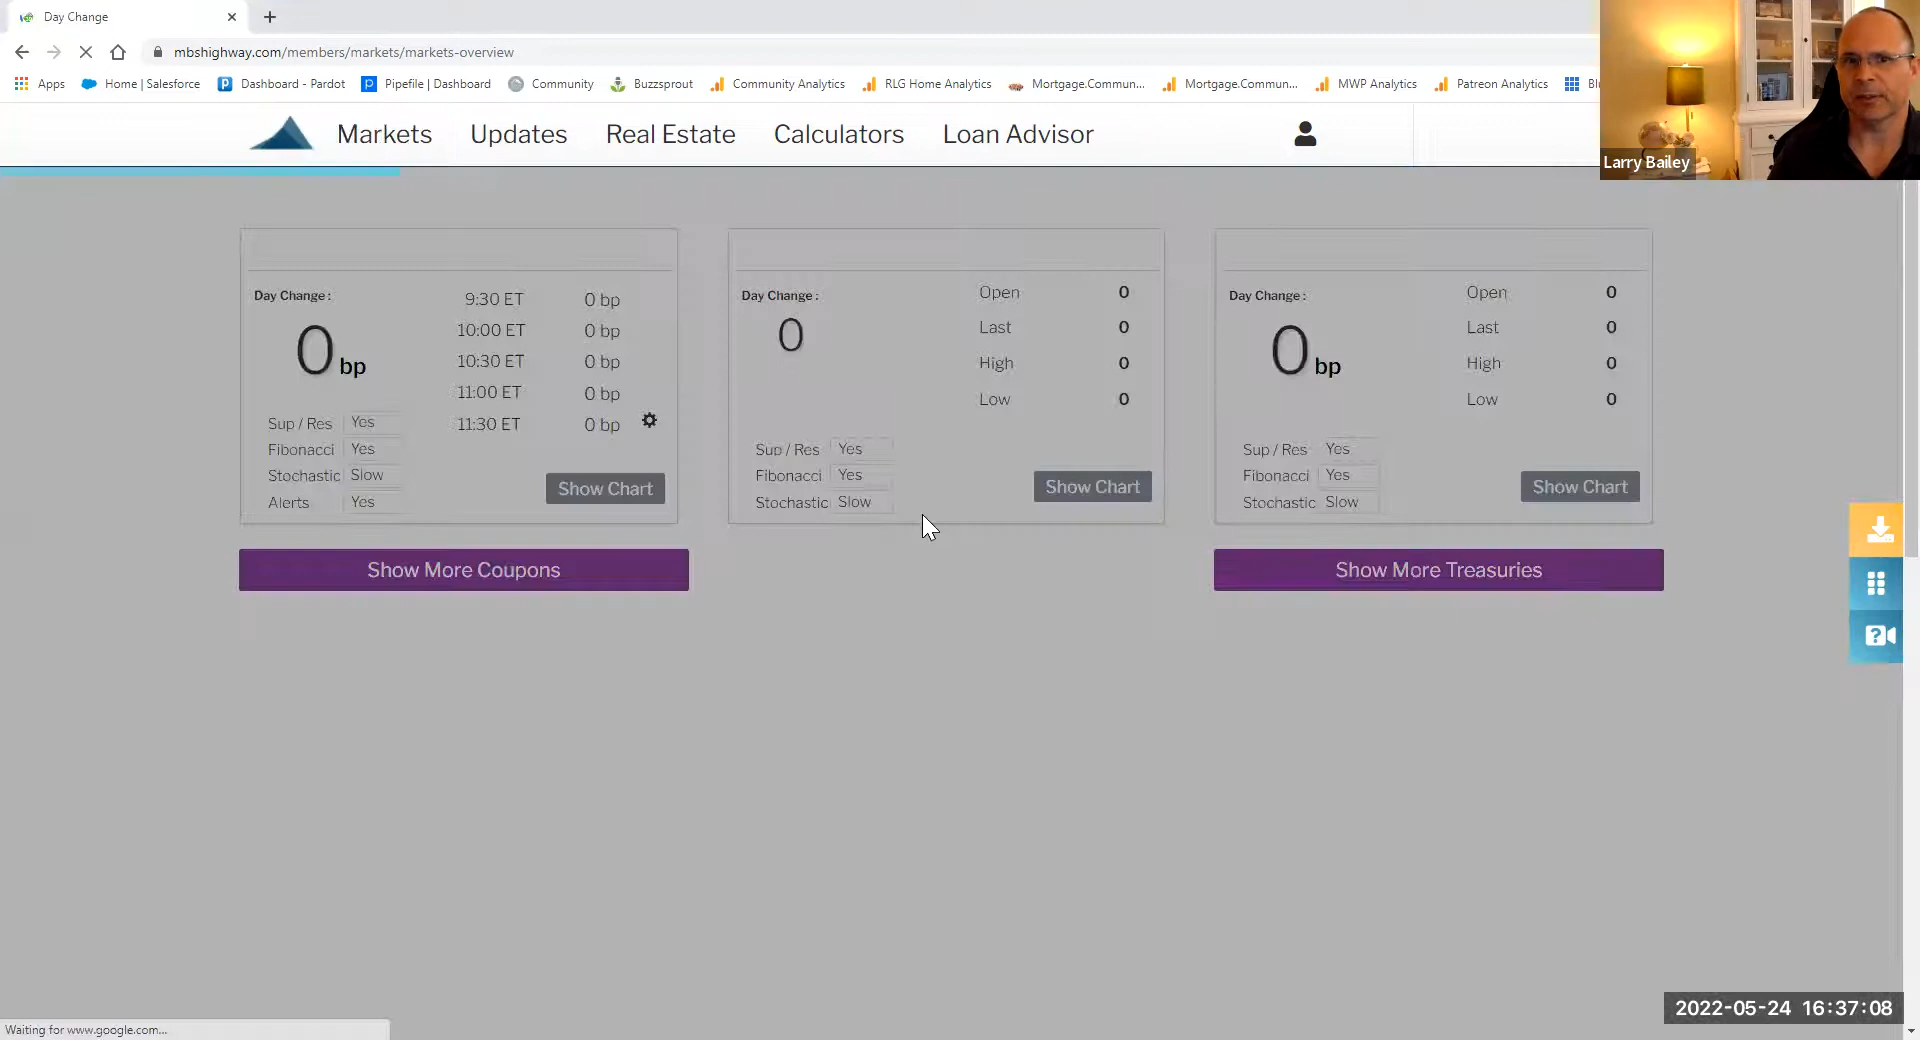 Day Change
mbshighway.com/members/markets/markets-overview
Apps Home | Salesforce Dashboard - Pardot Pipefile | Dashboard Community Buzzsprout Community Analytics RLG Home Analytics Mortgage.Commun... Mortgage.Commun... MWP Analytics Patreon Analytics
Larry Bailey
Markets Updates Real Estate Calculators Loan Advisor
Day Change :
0 bp
9:30 ET 0 bp
10:00 ET 0 bp
10:30 ET 0 bp
11:00 ET 0 bp
11:30 ET 0 bp
Sup / Res Yes
Fibonacci Yes
Stochastic Slow
Alerts Yes
Show Chart
Show More Coupons
Day Change :
0
Open 0
Last 0
High 0
Low 0
Sup / Res Yes
Fibonacci Yes
Stochastic Slow
Show Chart
Day Change :
0 bp
Open 0
Last 0
High 0
Low 0
Sup / Res Yes
Fibonacci Yes
Stochastic Slow
Show Chart
Show More Treasuries
2022-05-24 16:37:08
Waiting for www.google.com...